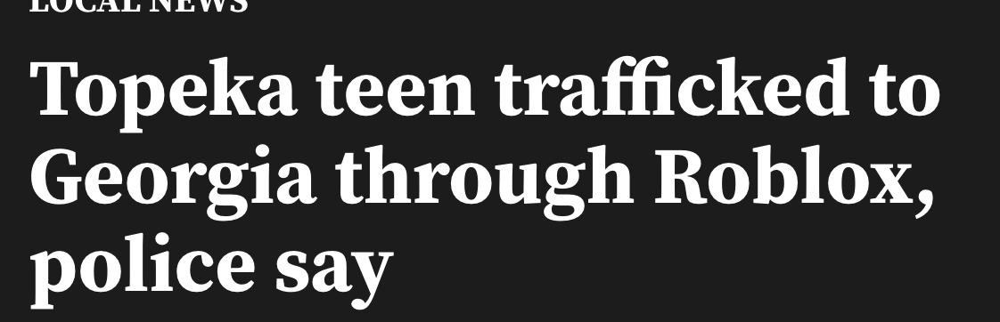 LOCAL NEWS
Topeka teen trafficked to
Georgia through Roblox,
police say